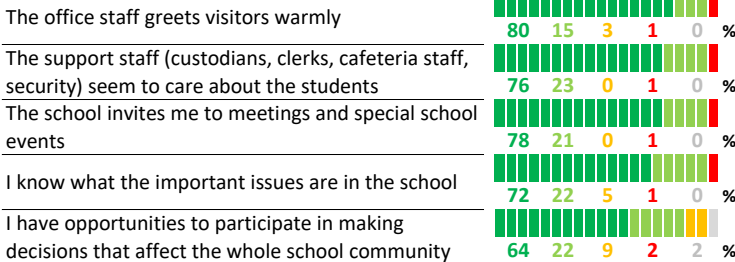 The office staff greets visitors warmly
80 15 3 1 0 %
The support staff (custodians, clerks, cafeteria staff,
security) seem to care about the students
76 23 0 1 0 %
The school invites me to meetings and special school
events
78 21 0 1 0 %
I know what the important issues are in the school
72 22 5 1 0 %
I have opportunities to participate in making
decisions that affect the whole school community
64 22 9 2 2 %